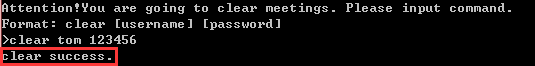 Attention!You are going to clear meetings. Please input command.
Format: clear [username] [password]
>clear tom 123456
clear success.